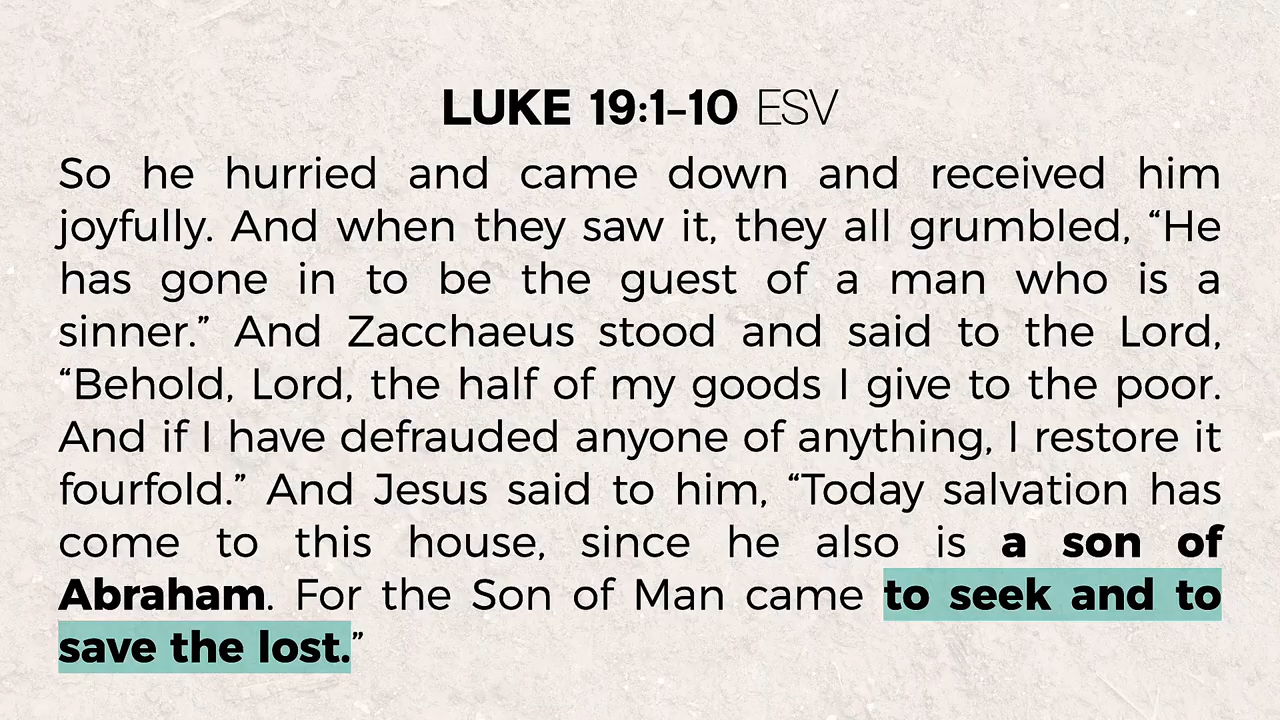 LUKE 19:1–10 ESV
So he hurried and came down and received him
joyfully. And when they saw it, they all grumbled, “He
has gone in to be the guest of a man who is a
sinner.” And Zacchaeus stood and said to the Lord,
“Behold, Lord, the half of my goods I give to the poor.
And if I have defrauded anyone of anything, I restore it
fourfold.” And Jesus said to him, “Today salvation has
come to this house, since he also is a son of
Abraham. For the Son of Man came to seek and to
save the lost.”